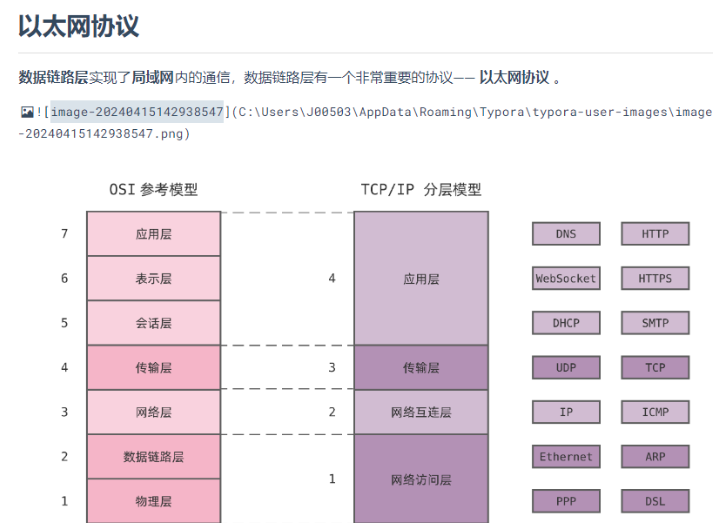 以太网协议
数据链路层实现了局域网内的通信，数据链路层有一个非常重要的协议—— 以太网协议 。
![image-20240415142938547](C:\Users\J00503\AppData\Roaming\Typora\typora-user-images\image
-20240415142938547.png)
OSI 参考模型 TCP/IP 分层模型
7 应用层 DNS HTTP
6 表示层 4 应用层 WebSocket HTTPS
5 会话层 DHCP SMTP
4 传输层 3 传输层 UDP TCP
3 网络层 2 网络互连层 IP ICMP
2 数据链路层 Ethernet ARP
1 网络访问层
1 物理层 PPP DSL